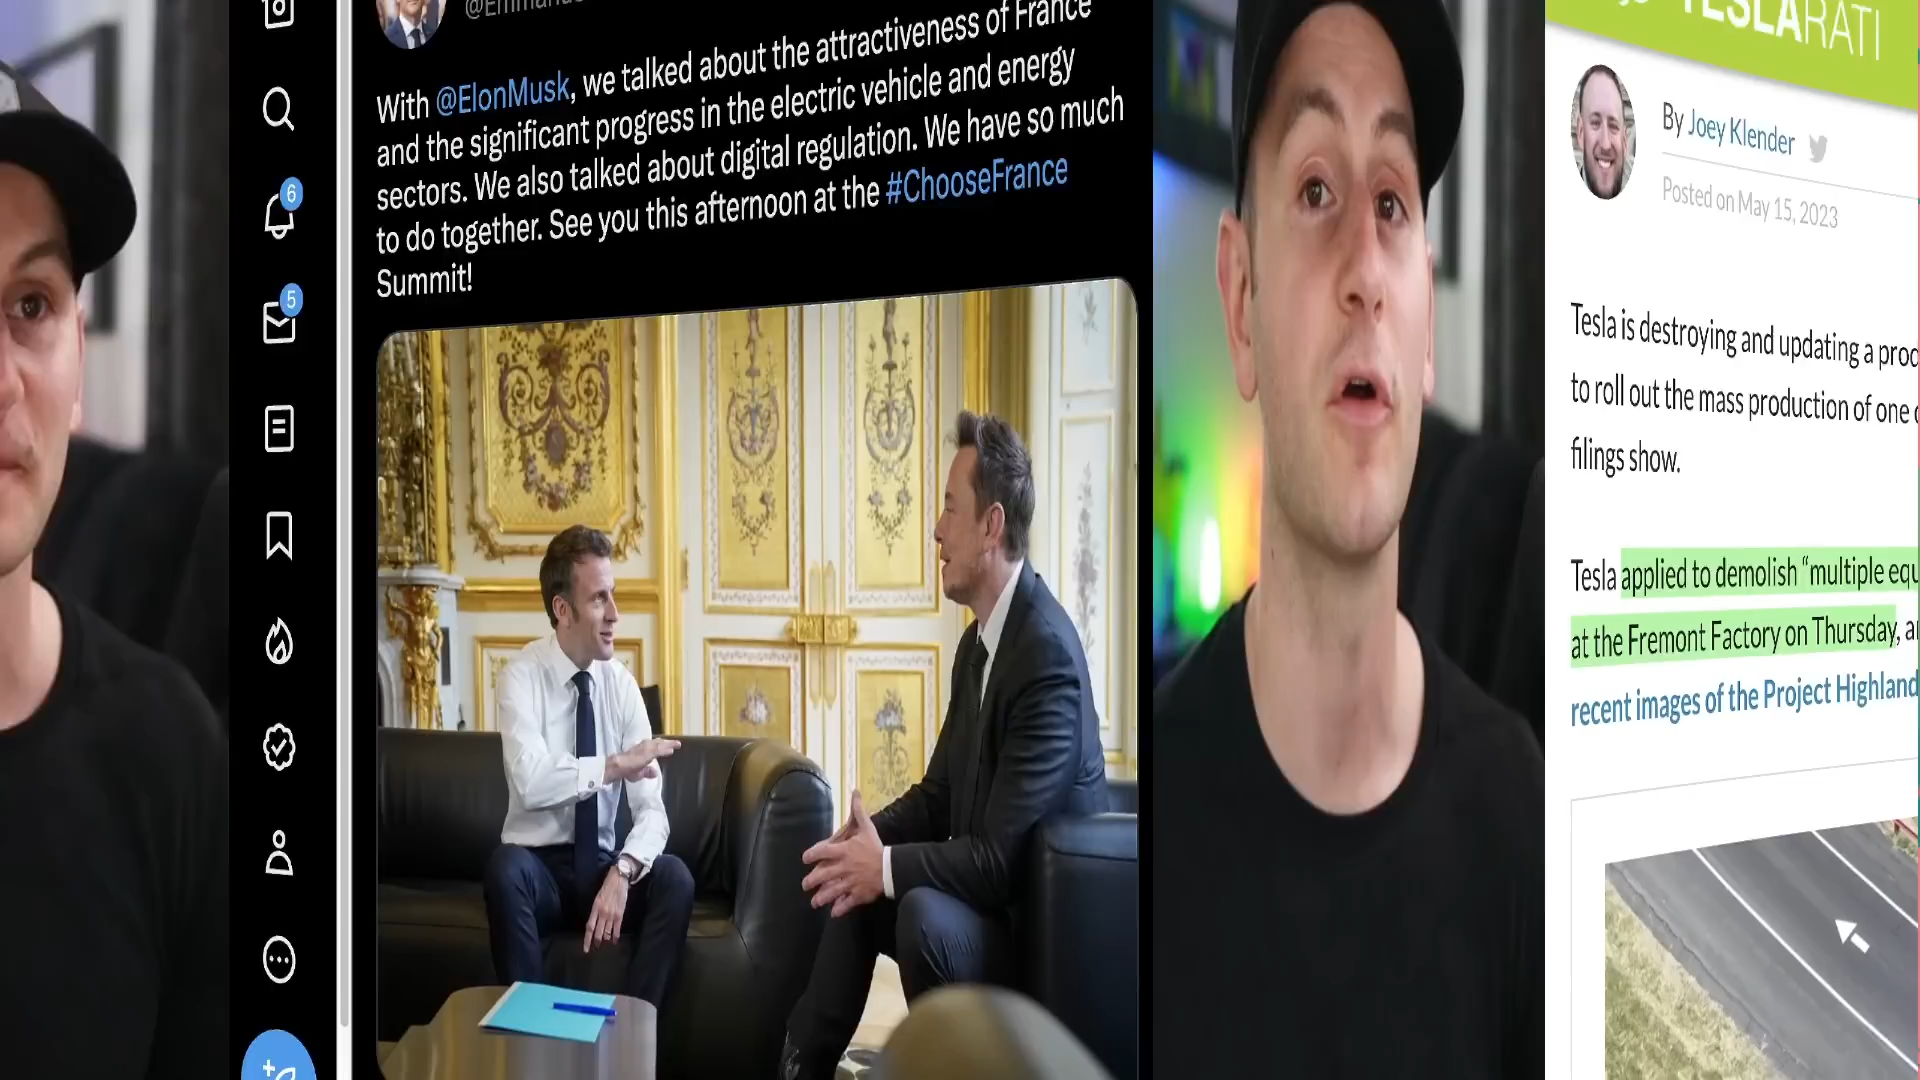 6
5
With @ElonMusk, we talked about the attractiveness of France
and the significant progress in the electric vehicle and energy
sectors. We also talked about digital regulation. We have so much
to do together. See you this afternoon at the #ChooseFrance
Summit!
TESLARATI
By Joey Klender
Posted on May 15, 2023
Tesla is destroying and updating a
to roll out the mass production of one
filings show.
Tesla applied to demolish “multiple
at the Fremont Factory on Thursday,
recent images of the Project Highland